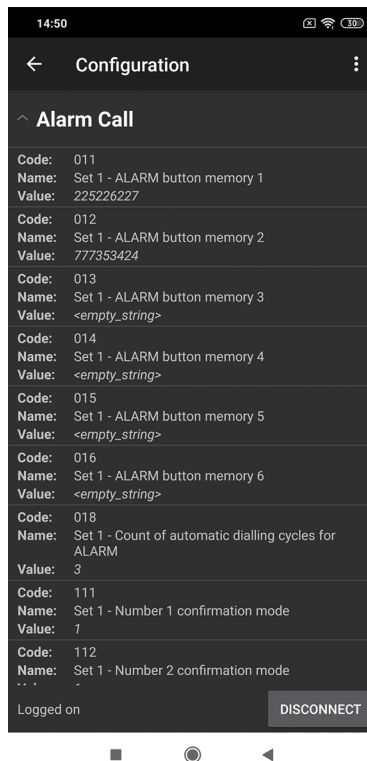 14:50
30
Configuration
Alarm Call
Code: 011
Name: Set 1 - ALARM button memory 1
Value: 225226227
Code: 012
Name: Set 1 - ALARM button memory 2
Value: 777353424
Code: 013
Name: Set 1 - ALARM button memory 3
Value: <empty_string>
Code: 014
Name: Set 1 - ALARM button memory 4
Value: <empty_string>
Code: 015
Name: Set 1 - ALARM button memory 5
Value: <empty_string>
Code: 016
Name: Set 1 - ALARM button memory 6
Value: <empty_string>
Code: 018
Name: Set 1 - Count of automatic dialling cycles for
ALARM
Value: 3
Code: 111
Name: Set 1 - Number 1 confirmation mode
Value: 1
Code: 112
Name: Set 1 - Number 2 confirmation mode
Logged on
DISCONNECT